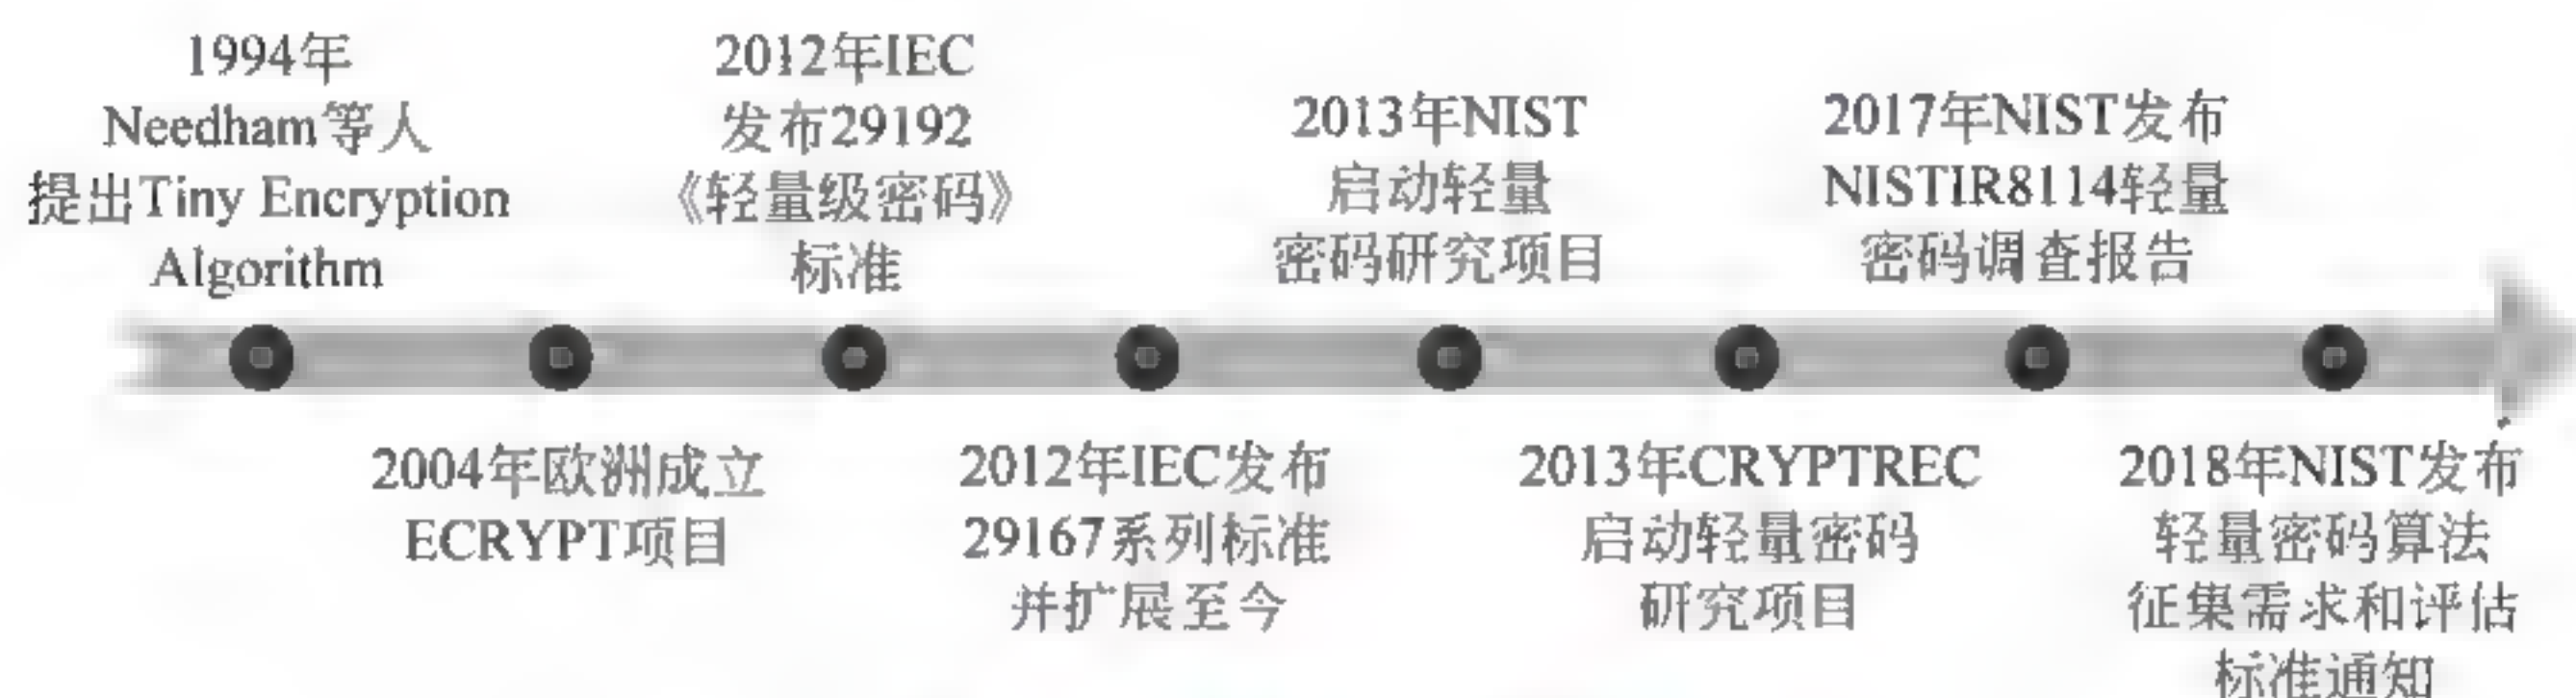 1994年
Needham等人
提出Tiny Encryption
Algorithm
2004年欧洲成立
ECRYPT项目
2012年IEC
发布29192
《轻量级密码》
标准
2012年IEC发布
29167系列标准
并扩展至今
2013年NIST
启动轻量
密码研究项目
2013年CRYPTREC
启动轻量密码
研究项目
2017年NIST发布
NISTIR8114轻量
密码调查报告
2018年NIST发布
轻量密码算法
征集需求和评估
标准通知